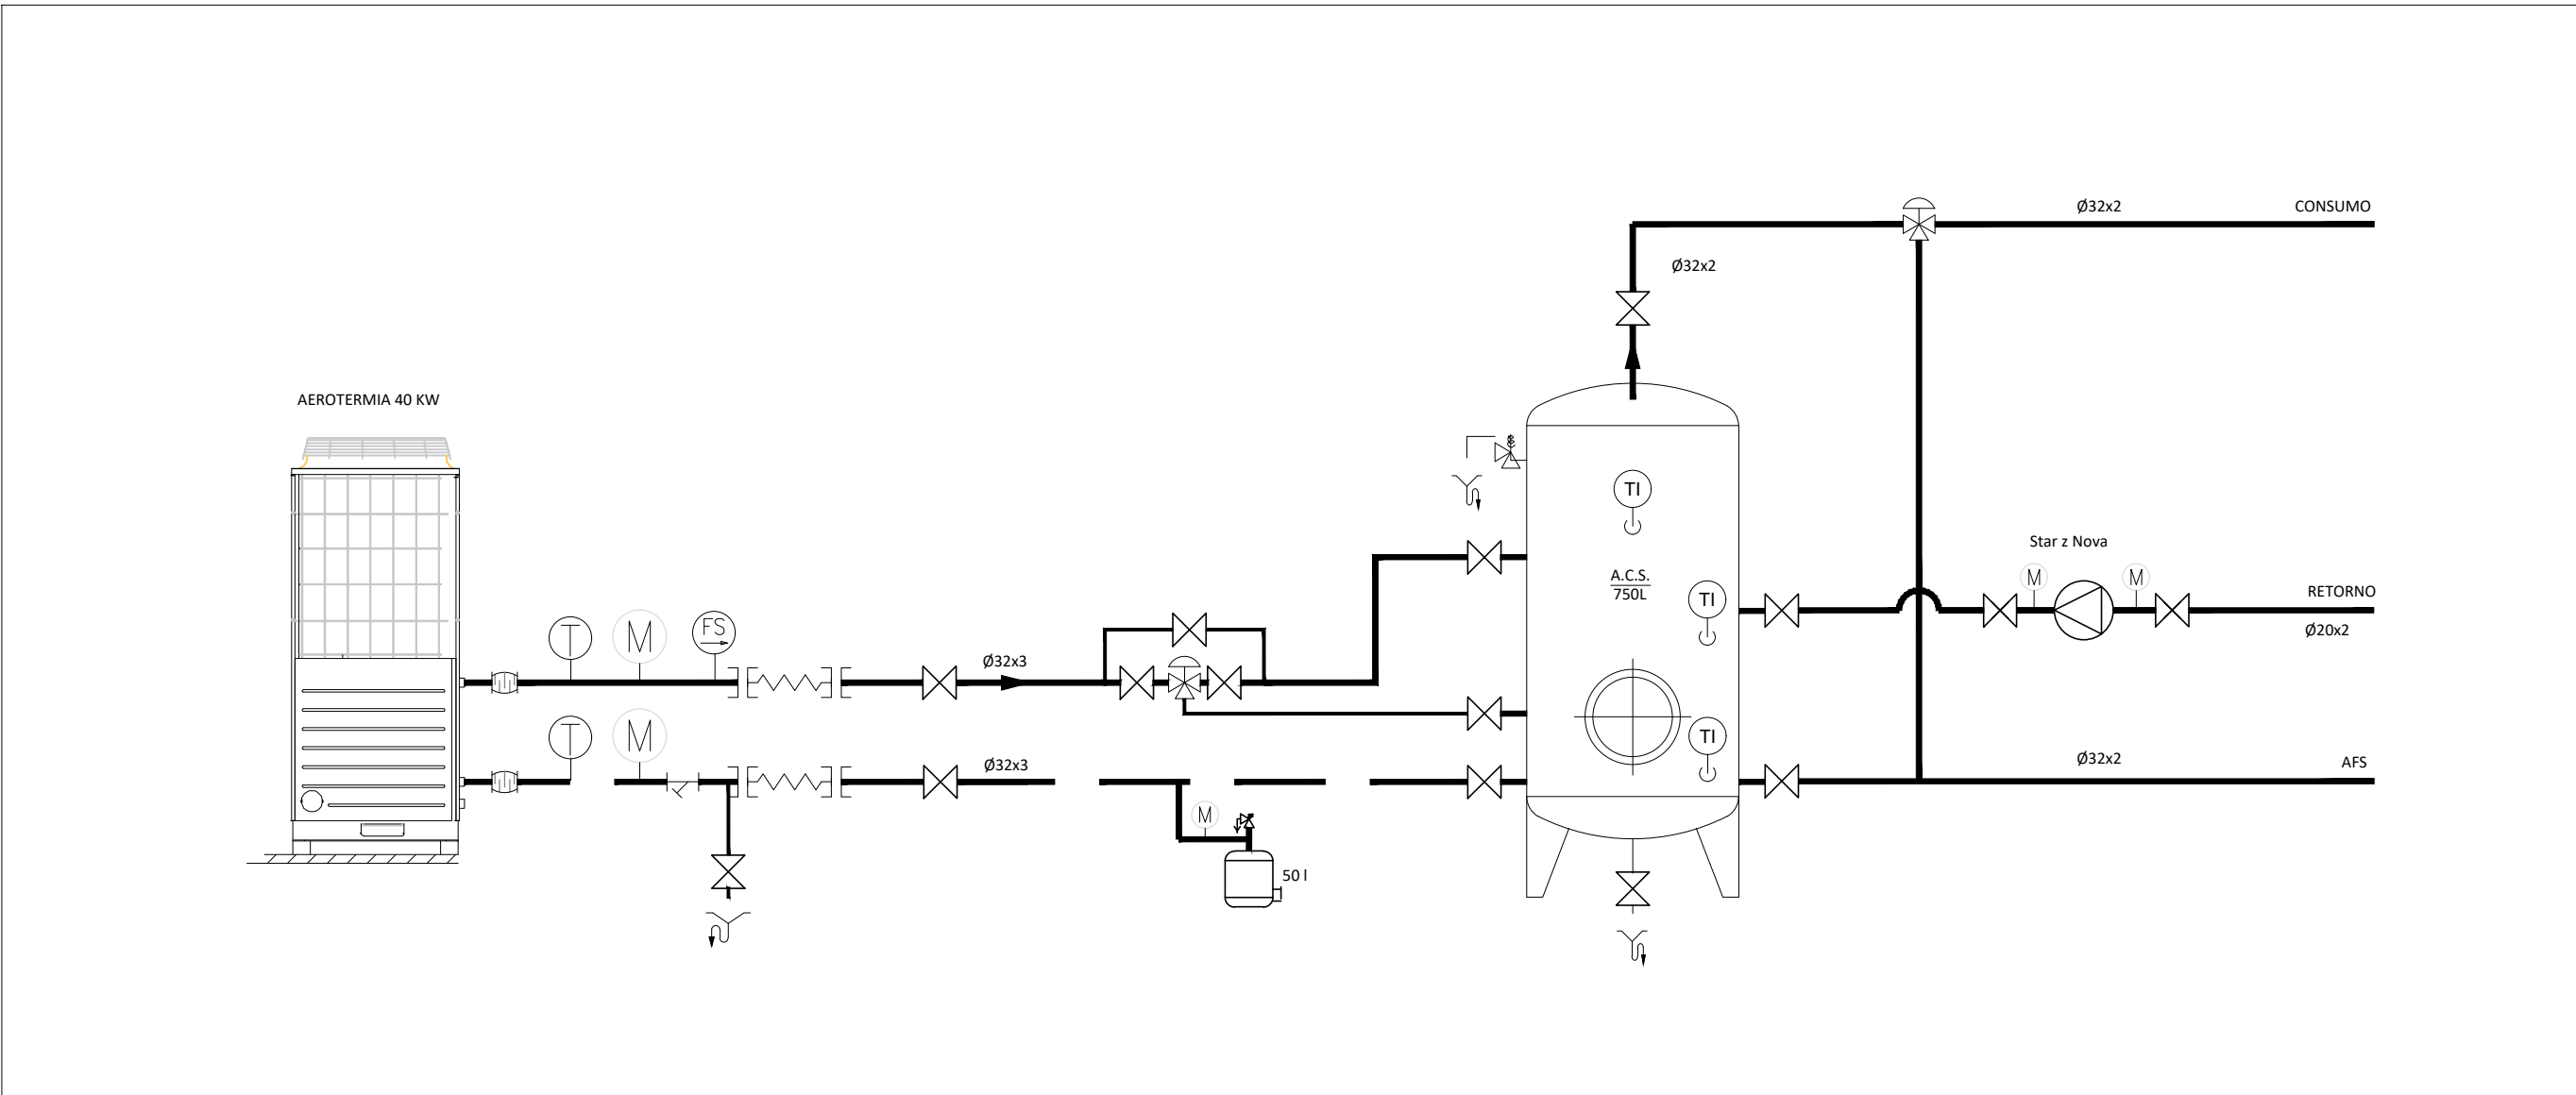 CONSUMO
Ø32x2
Ø32x2
AEROTERMIA 40 KW
TI
Star z Nova
A.C.S.
750L
TI
M
M
RETORNO
Ø20x2
T
M
FS
Ø32x3
T
M
Ø32x3
TI
Ø32x2
AFS
M
50 l